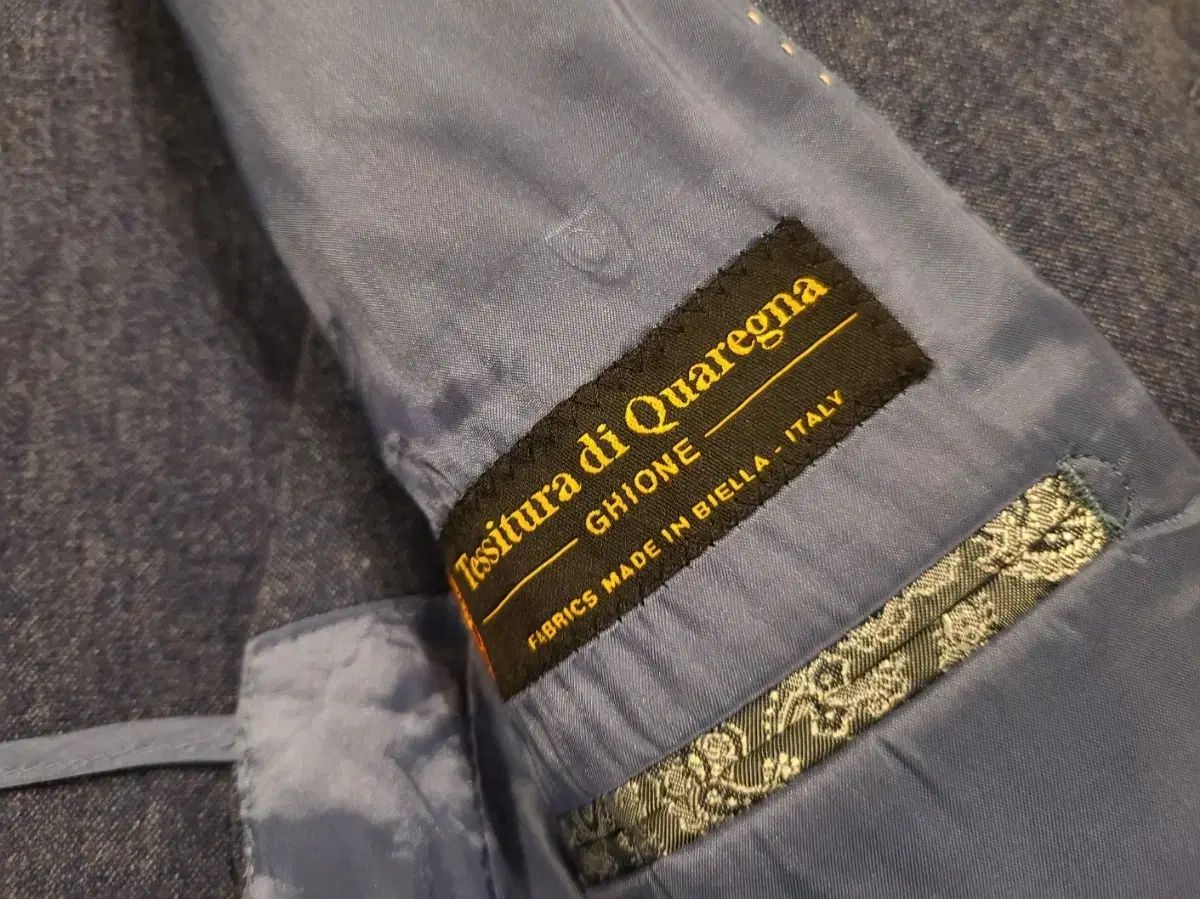 Tessitura di Quaregna
GHIONE
FABRICS MADE IN BIELLA - ITALY